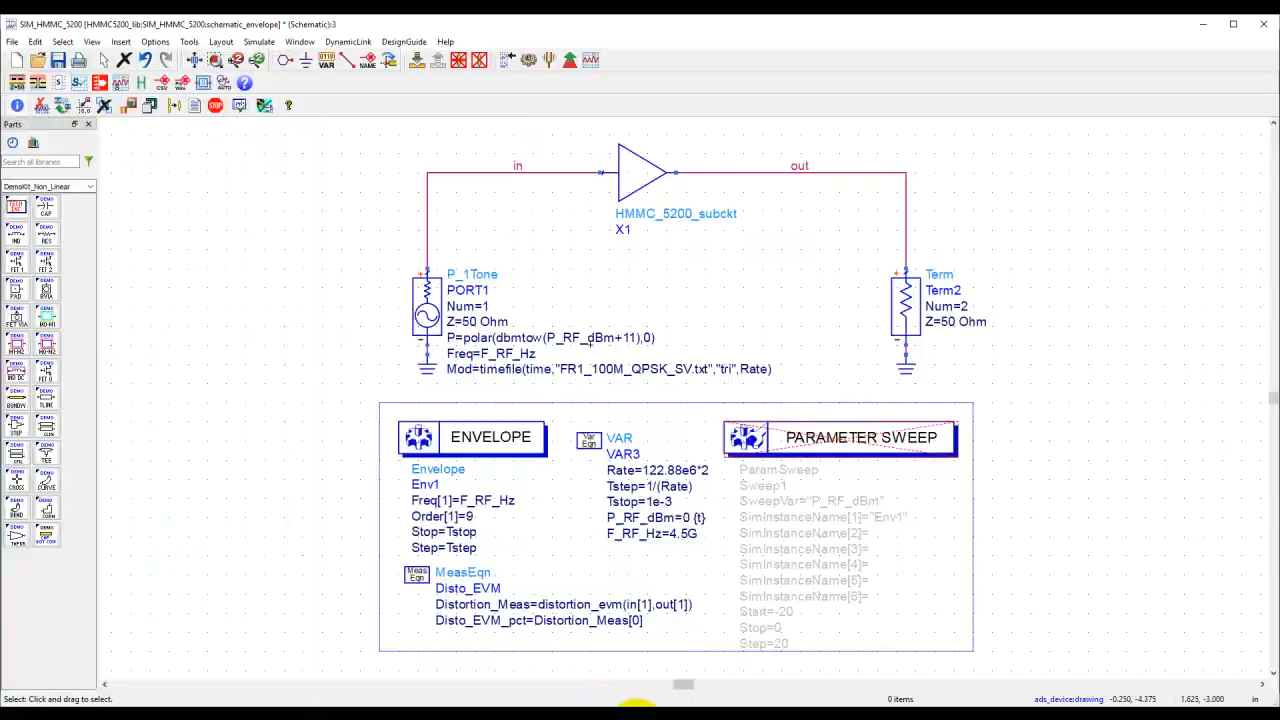 SIM_HMMC_5200 [HMMC5200_lib:SIM_HMMC_5200:schematic_envelope] * (Schematic):3
File Edit Select View Insert Options Tools Layout Simulate Window DynamicLink DesignGuide Help
VAR
NAME
Parts
Search all libraries
DemoKit_Non_Linear
in
out
HMMC_5200_subckt
X1
P_1Tone
PORT1
Num=1
Z=50 Ohm
P=polar(dbmtow(P_RF_dBm+11),0)
Freq=F_RF_Hz
Mod=timefile(time,"FR1_100M_QPSK_SV.txt","tri",Rate)
Term
Term2
Num=2
Z=50 Ohm
ENVELOPE
Envelope
Env1
Freq[1]=F_RF_Hz
Order[1]=9
Stop=Tstop
Step=Tstep
Meas
Eqn
MeasEqn
Disto_EVM
Distortion_Meas=distortion_evm(in[1],out[1])
Disto_EVM_pct=Distortion_Meas[0]
Var
Eqn
VAR
VAR3
Rate=122.88e6*2
Tstep=1/(Rate)
Tstop=1e-3
P_RF_dBm=0 {t}
F_RF_Hz=4.5G
PARAMETER SWEEP
ParamSweep
Sweep1
SweepVar="P_RF_dBm"
SimInstanceName[1]="Env1"
SimInstanceName[2]=
SimInstanceName[3]=
SimInstanceName[4]=
SimInstanceName[5]=
SimInstanceName[6]=
Start=-20
Stop=0
Step=20
Select: Click and drag to select.
0 items
ads_device:drawing
-0.250, -4.375
1.625, -3.000
in